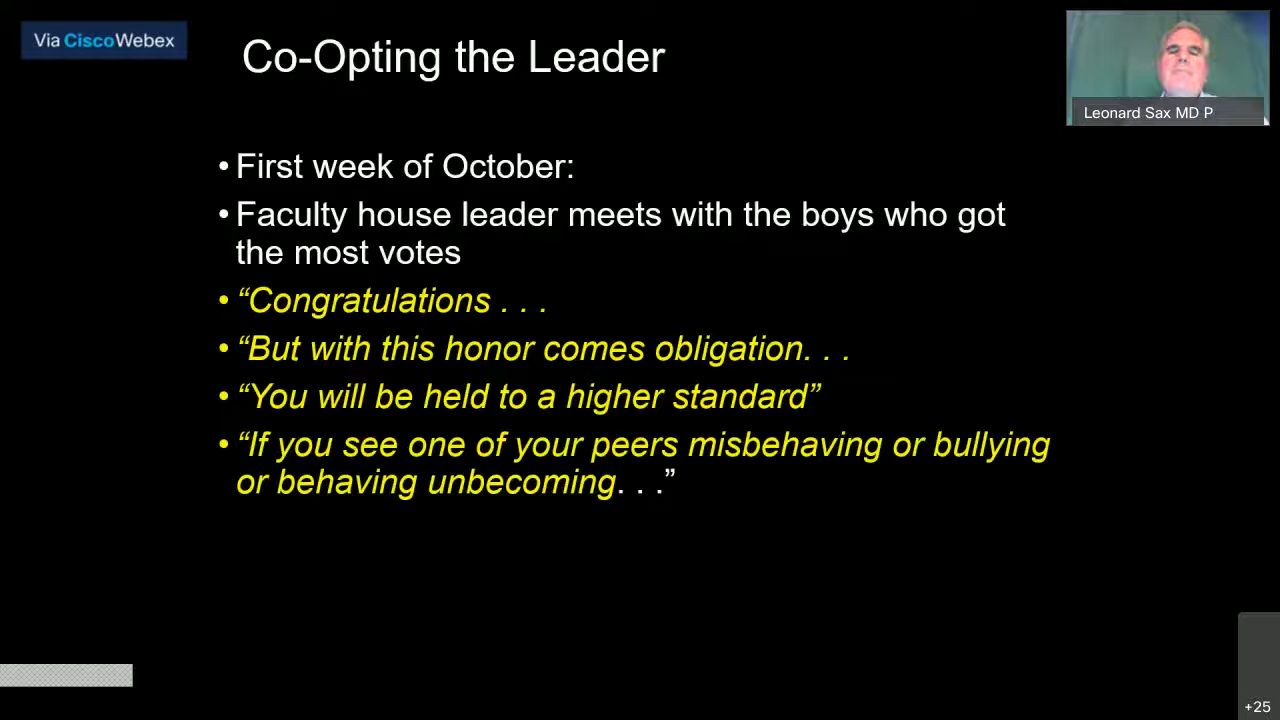 Via CiscoWebex
Co-Opting the Leader
Leonard Sax MD P
• First week of October:
• Faculty house leader meets with the boys who got
the most votes
• “Congratulations . . .
• “But with this honor comes obligation. . .
• “You will be held to a higher standard”
• “If you see one of your peers misbehaving or bullying
or behaving unbecoming. . .”
+25